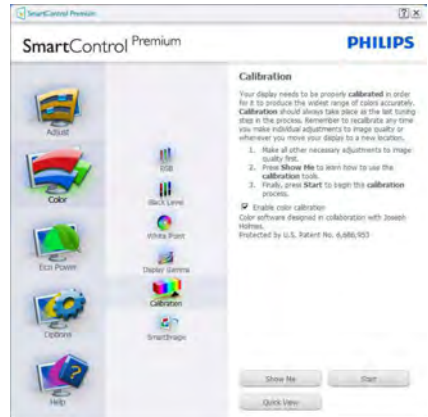 SmartControl Premium
SmartControl Premium
PHILIPS
Adjust
Color
Eco Power
Options
Help
RGB
Black Level
White Point
Display Gamma
Calibration
SmartImage
Calibration
Your display needs to be properly calibrated in order
for it to produce the widest range of colors accurately.
Calibration should always take place as the last tuning
step in the process. Remember to recalibrate any time
you make individual adjustments to image quality or
whenever you move your display to a new location.
1. Make all other necessary adjustments to image
quality first.
2. Press Show Me to learn how to use the
calibration tools.
3. Finally, press Start to begin the calibration
process.
Enable color calibration
Color software designed in collaboration with Joseph
Holmes.
Protected by U.S. Patent No. 6,686,953
Show Me
Start
Quick View